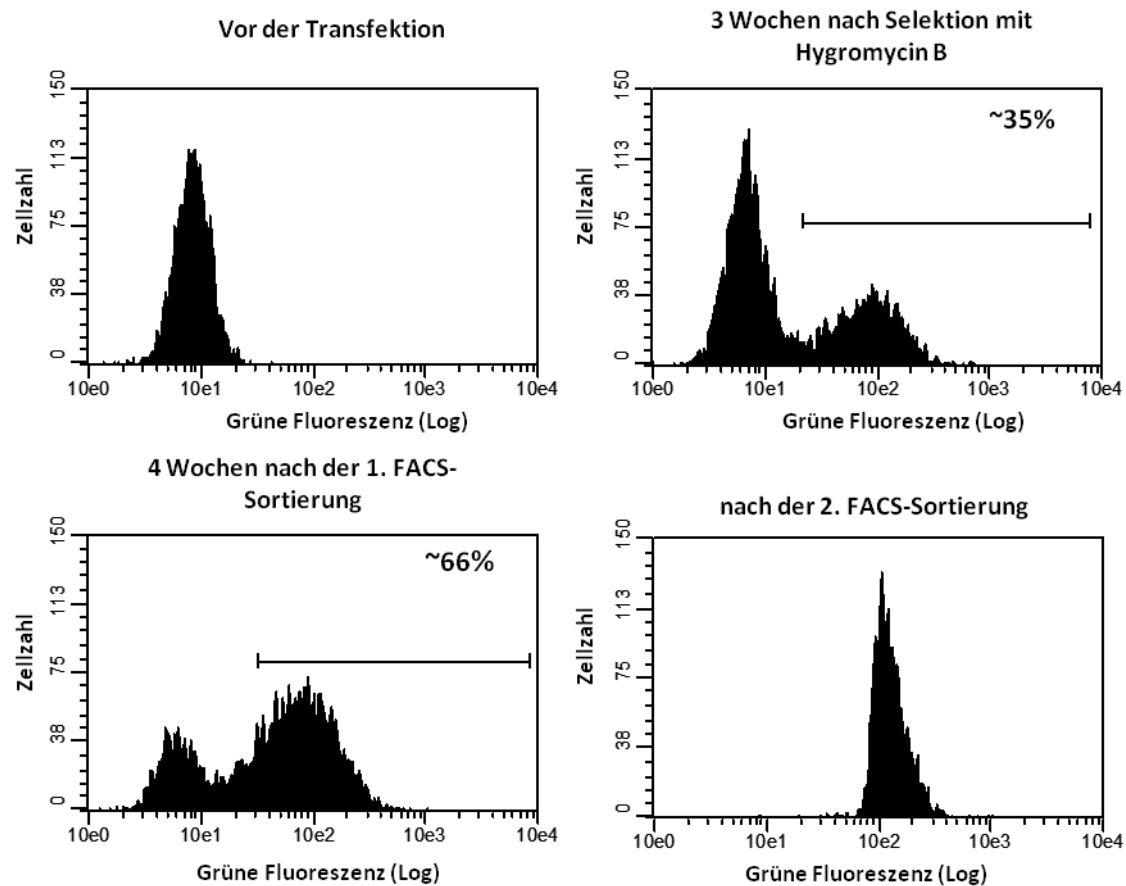 Vor der Transfektion
150
113
75
38
0
Zellzahl
10e0 10e1 10e2 10e3 10e4
Grüne Fluoreszenz (Log)
3 Wochen nach Selektion mit
Hygromycin B
~35%
150
113
75
38
0
Zellzahl
10e0 10e1 10e2 10e3 10e4
Grüne Fluoreszenz (Log)
4 Wochen nach der 1. FACS-
Sortierung
~66%
150
113
75
38
0
Zellzahl
10e0 10e1 10e2 10e3 10e4
Grüne Fluoreszenz (Log)
nach der 2. FACS-Sortierung
150
113
75
38
0
Zellzahl
10e0 10e1 10e2 10e3 10e4
Grüne Fluoreszenz (Log)